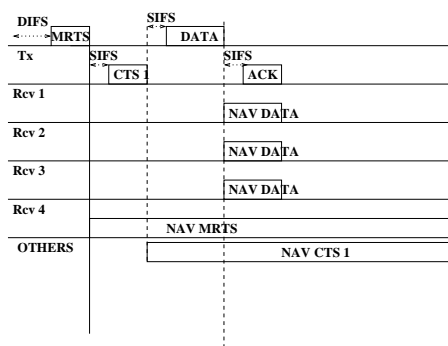 SIFS
DIFS
MRTS DATA
Tx SIFS SIFS
CTS 1 ACK
Rcv 1
NAV DATA
Rcv 2
NAV DATA
Rcv 3
NAV DATA
Rcv 4
NAV MRTS
OTHERS NAV CTS 1